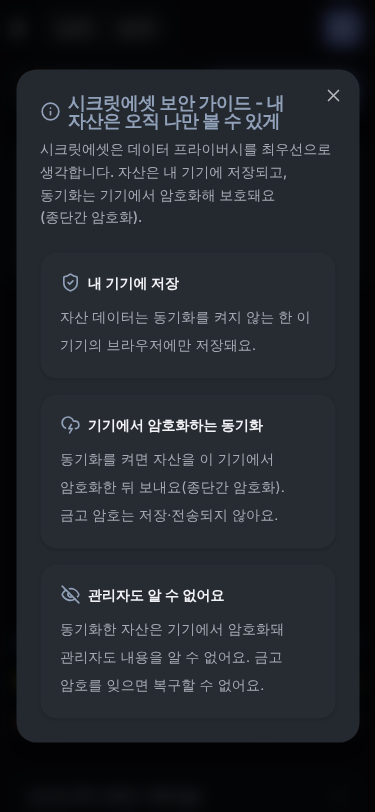 시크릿에셋 보안 가이드 - 내
자산은 오직 나만 볼 수 있게
시크릿에셋은 데이터 프라이버시를 최우선으로
생각합니다. 자산은 내 기기에 저장되고,
동기화는 기기에서 암호화해 보호돼요
(종단간 암호화).
내 기기에 저장
자산 데이터는 동기화를 켜지 않는 한 이
기기의 브라우저에만 저장돼요.
기기에서 암호화하는 동기화
동기화를 켜면 자산을 이 기기에서
암호화한 뒤 보내요(종단간 암호화).
금고 암호는 저장·전송되지 않아요.
관리자도 알 수 없어요
동기화한 자산은 기기에서 암호화돼
관리자도 내용을 알 수 없어요. 금고
암호를 잊으면 복구할 수 없어요.